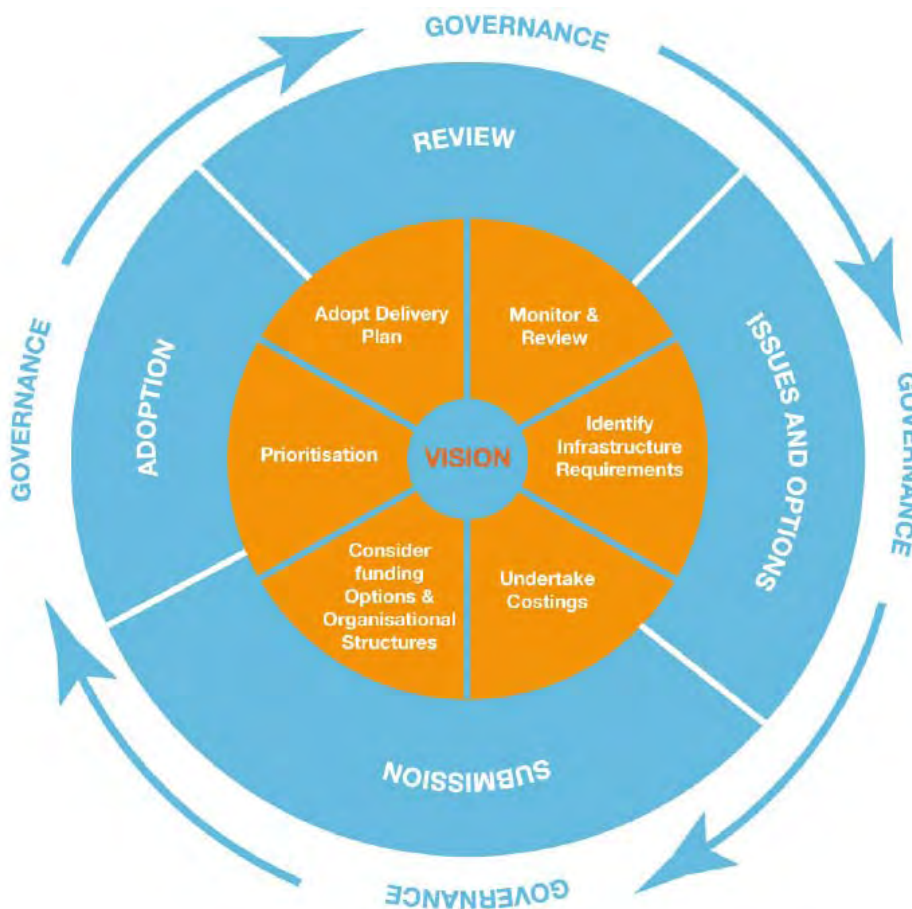 GOVERNANCE
REVIEW
Adopt Delivery
Plan
Monitor &
Review
GOVERNANCE
ADOPTION
ISSUES AND OPTIONS
GOVERNANCE
Prioritisation
VISION
Identify
Infrastructure
Requirements
Consider
funding
Options &
Organisational
Structures
Undertake
Costings
SUBMISSION
GOVERNANCE